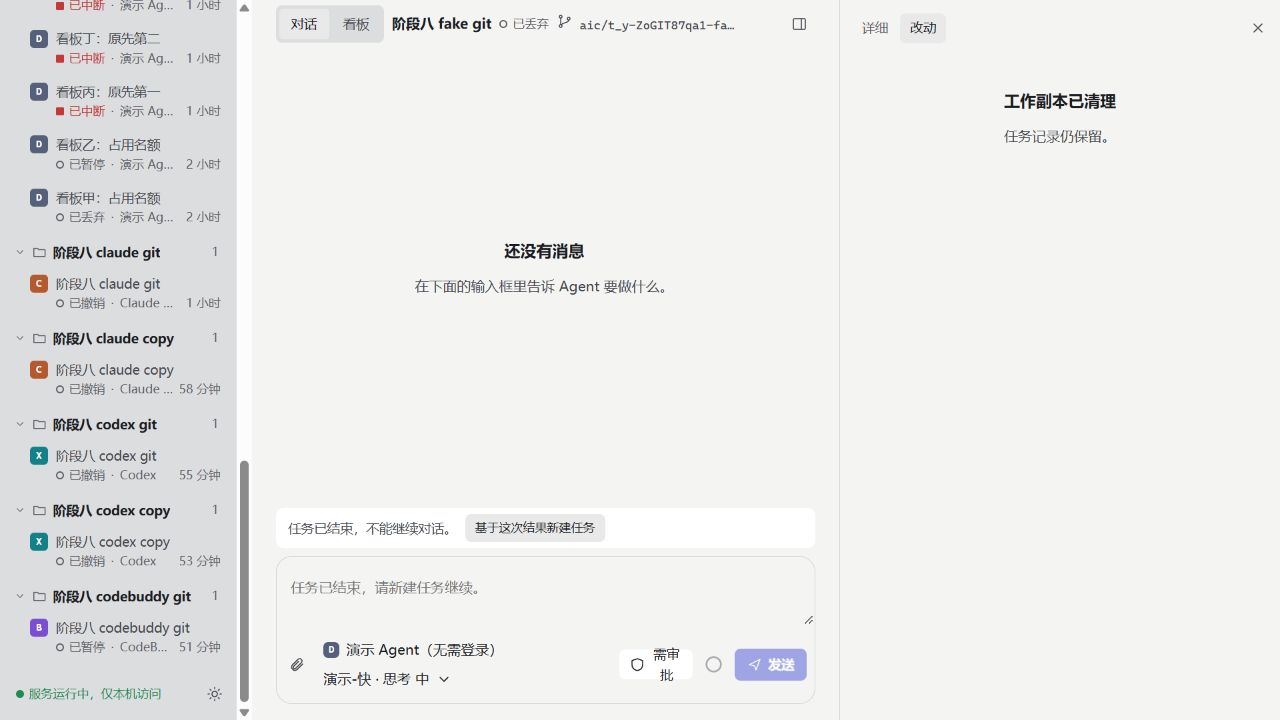 已中断 · 演示 Ag... 1 小时
D 看板丁：原先第二
已中断 · 演示 Ag... 1 小时
D 看板丙：原先第一
已中断 · 演示 Ag... 1 小时
D 看板乙：占用名额
已暂停 · 演示 Ag... 2 小时
D 看板甲：占用名额
已丢弃 · 演示 Ag... 2 小时
阶段八 claude git 1
C 阶段八 claude git
已撤销 · Claude ... 1 小时
阶段八 claude copy 1
C 阶段八 claude copy
已撤销 · Claude ... 58 分钟
阶段八 codex git 1
X 阶段八 codex git
已撤销 · Codex 55 分钟
阶段八 codex copy 1
X 阶段八 codex copy
已撤销 · Codex 53 分钟
阶段八 codebuddy git 1
B 阶段八 codebuddy git
已暂停 · CodeB... 51 分钟
服务运行中，仅本机访问
对话 看板 阶段八 fake git 已丢弃 aic/t_y-ZoGIT87qa1-fa...
还没有消息
在下面的输入框里告诉 Agent 要做什么。
任务已结束，不能继续对话。 基于这次结果新建任务
任务已结束，请新建任务继续。
D 演示 Agent（无需登录）
演示-快 · 思考 中
需审
批
发送
详细 改动
工作副本已清理
任务记录仍保留。